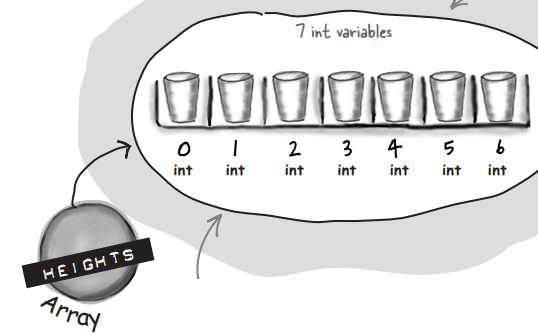 7 int variables
0 1 2 3 4 5 6
int int int int int int int
HEIGHTS
Array